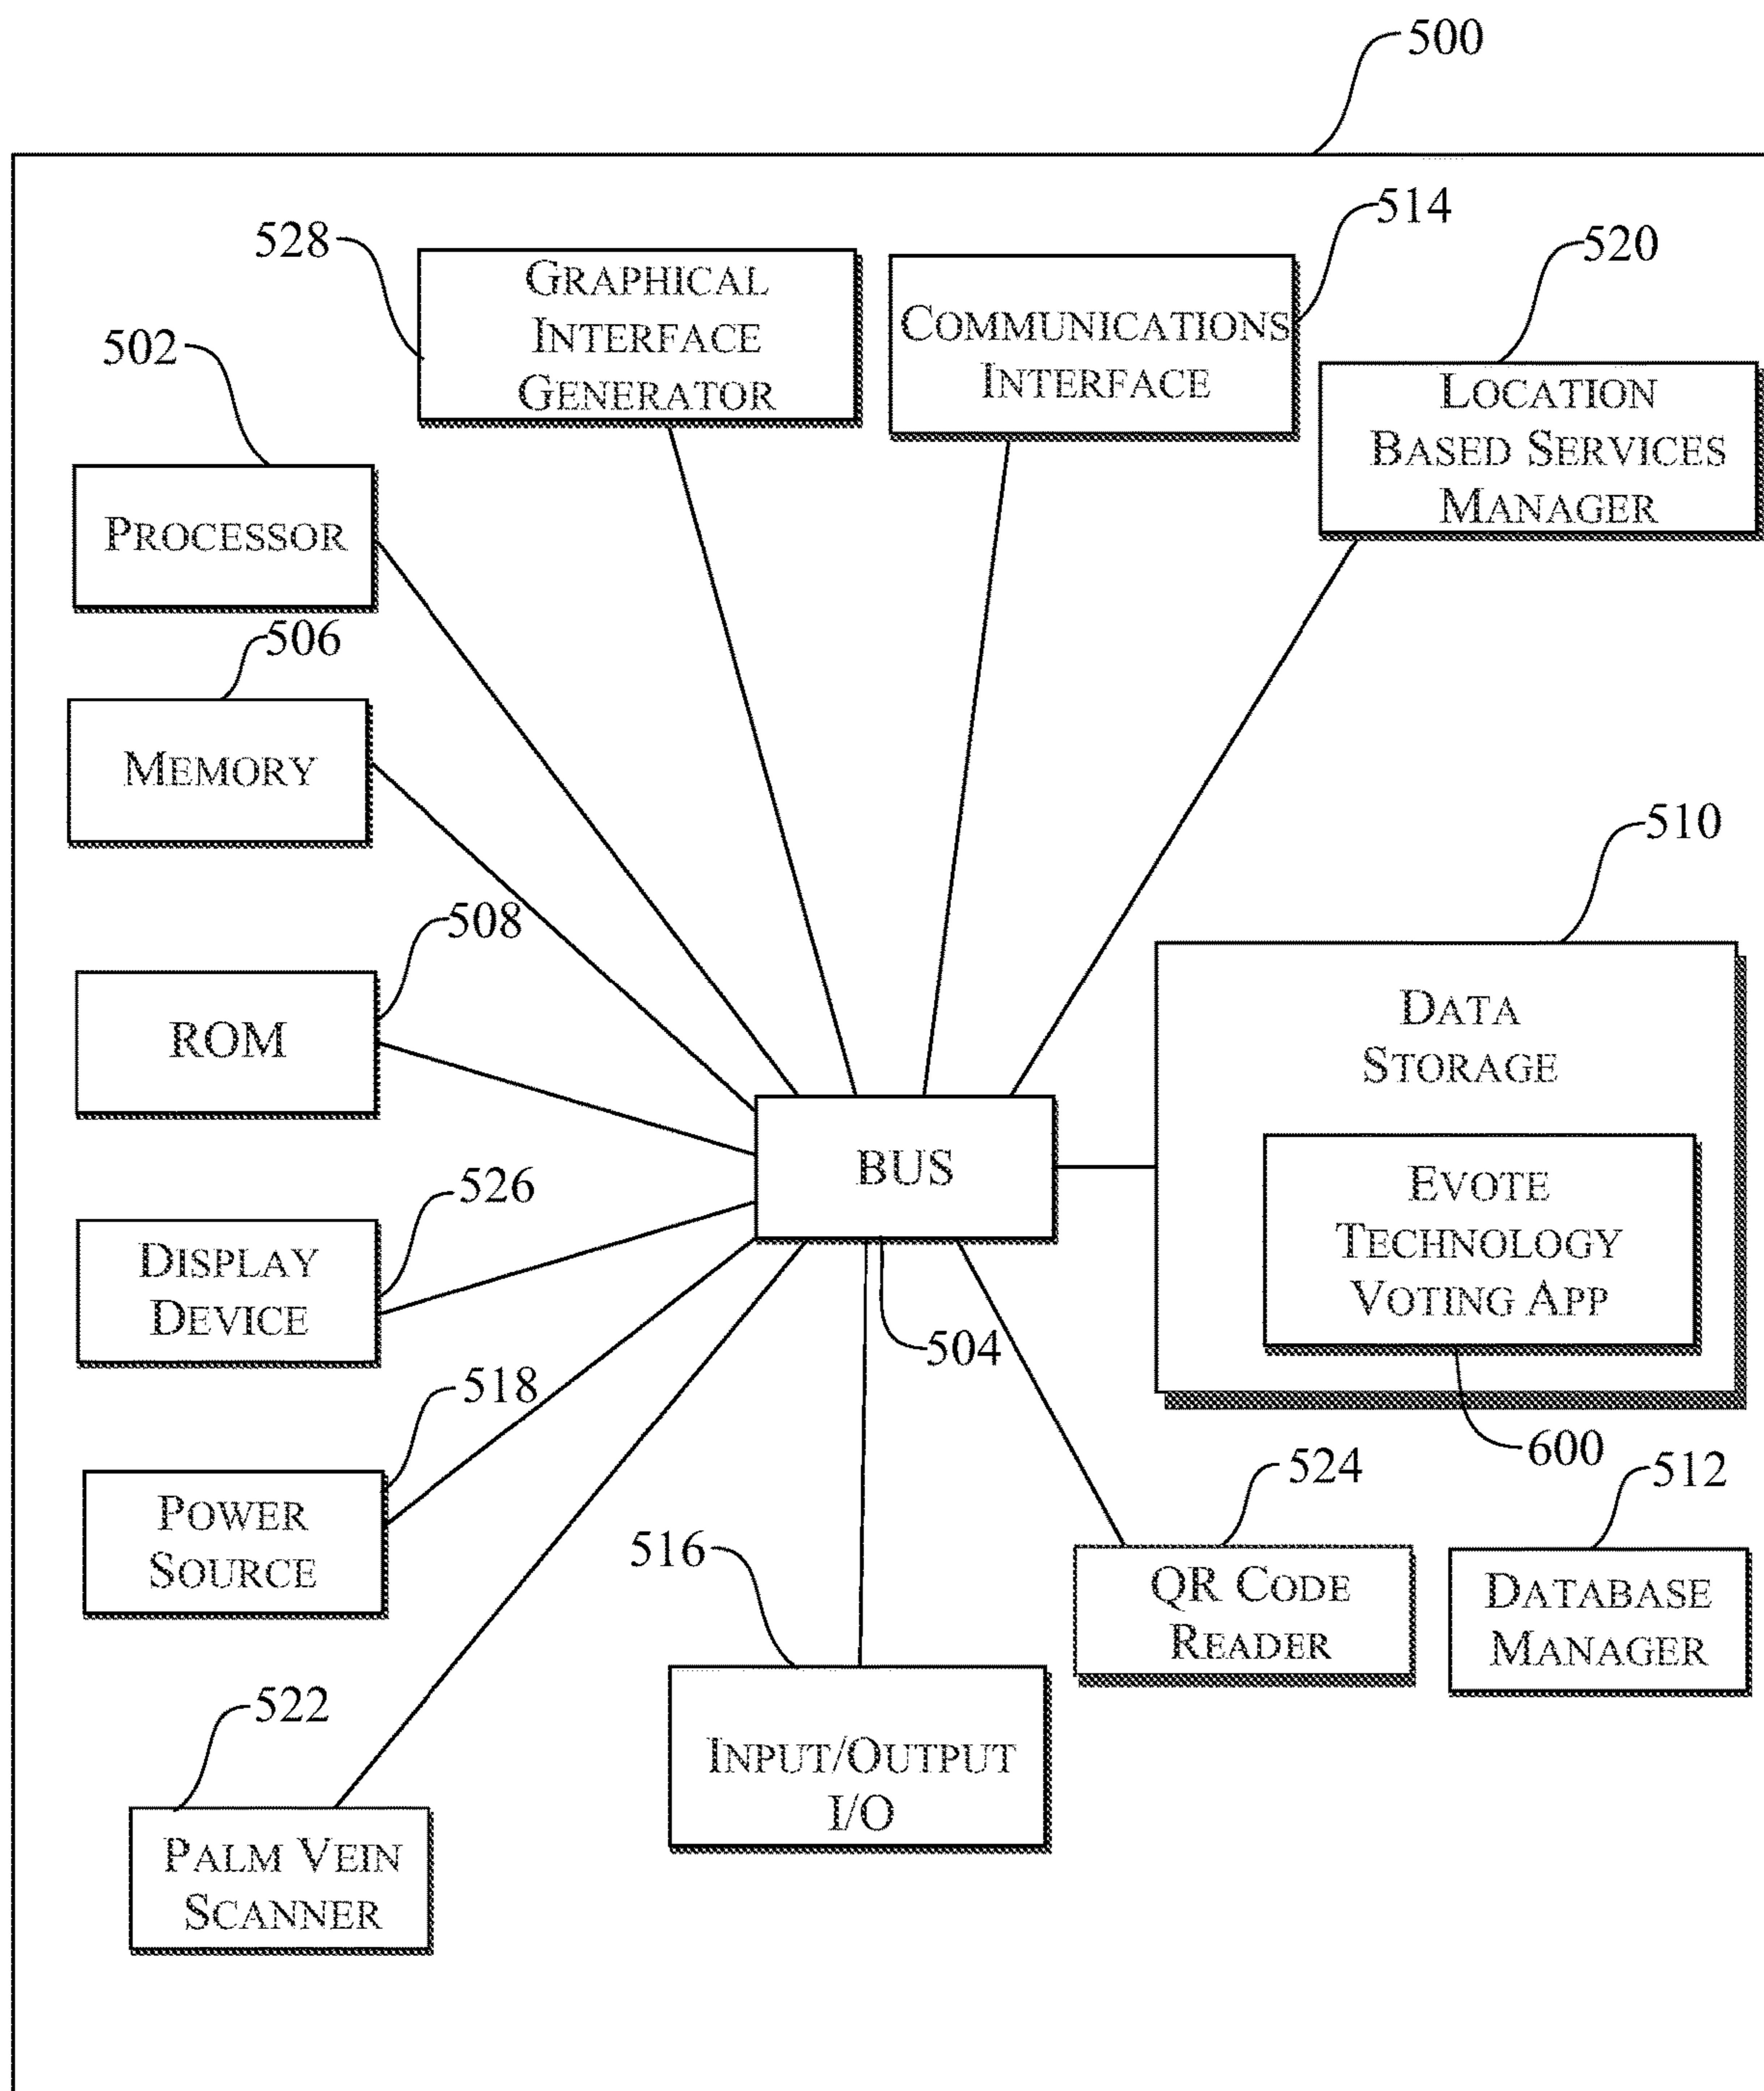 500
514
528
520
GRAPHICAL
INTERFACE
GENERATOR
COMMUNICATIONS
INTERFACE
502
LOCATION
BASED SERVICES
MANAGER
PROCESSOR
506
MEMORY
510
508
ROM
DATA
STORAGE
BUS
EVOTE
TECHNOLOGY
VOTING APP
526
DISPLAY
DEVICE
504
518
600
524
512
POWER
SOURCE
516
QR CODE
READER
DATABASE
MANAGER
522
INPUT/OUTPUT
I/O
PALM VEIN
SCANNER